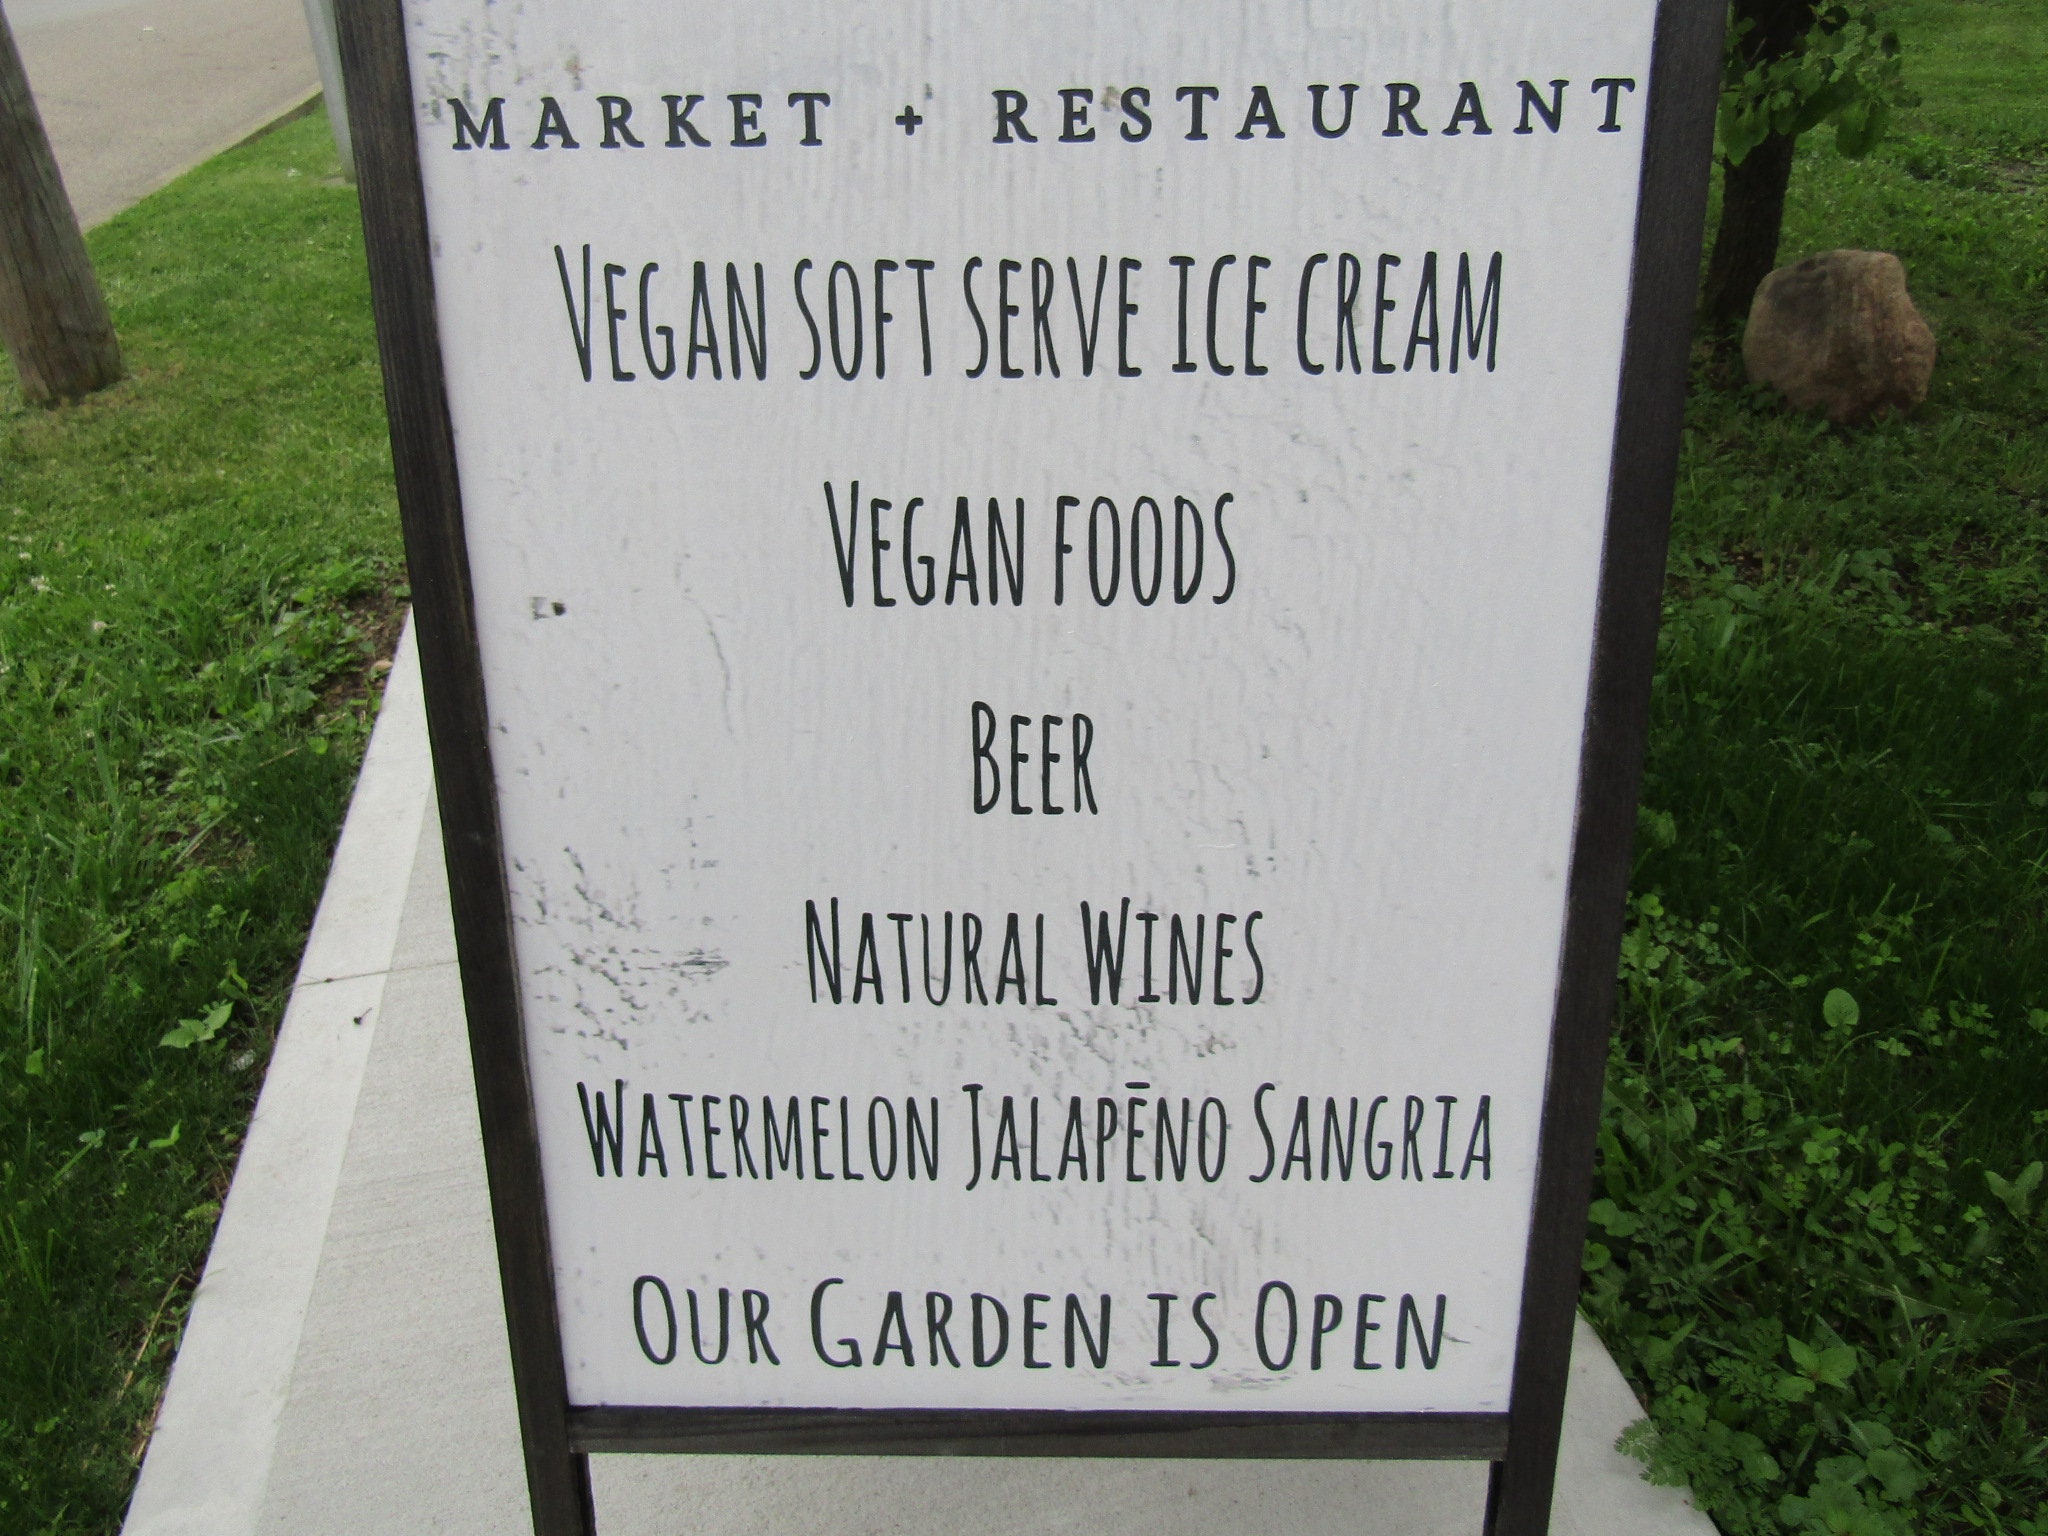 MARKET + RESTAURANT
VEGAN SOFT SERVE ICE CREAM
VEGAN FOODS
BEER
NATURAL WINES
WATERMELON JALAPĒNO SANGRIA
OUR GARDEN IS OPEN